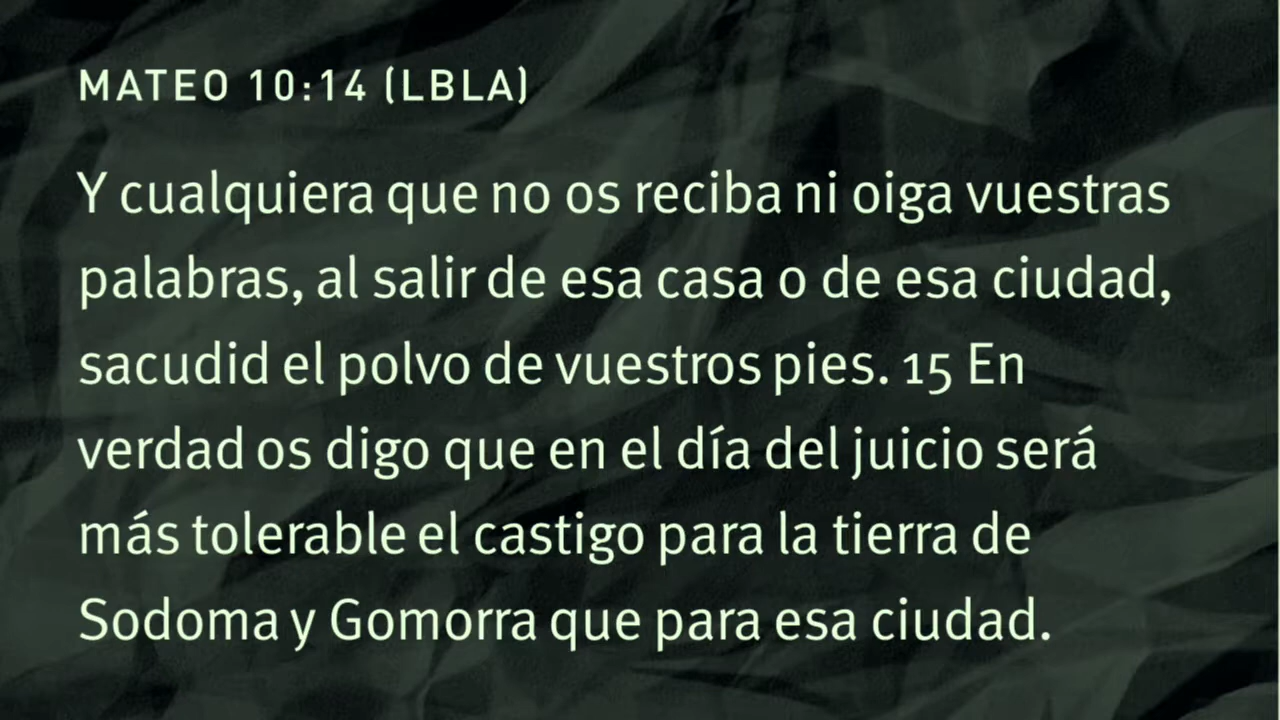 MATEO 10:14 (LBLA)
Y cualquiera que no os reciba ni oiga vuestras
palabras, al salir de esa casa o de esa ciudad,
sacudid el polvo de vuestros pies. 15 En
verdad os digo que en el día del juicio será
más tolerable el castigo para la tierra de
Sodoma y Gomorra que para esa ciudad.